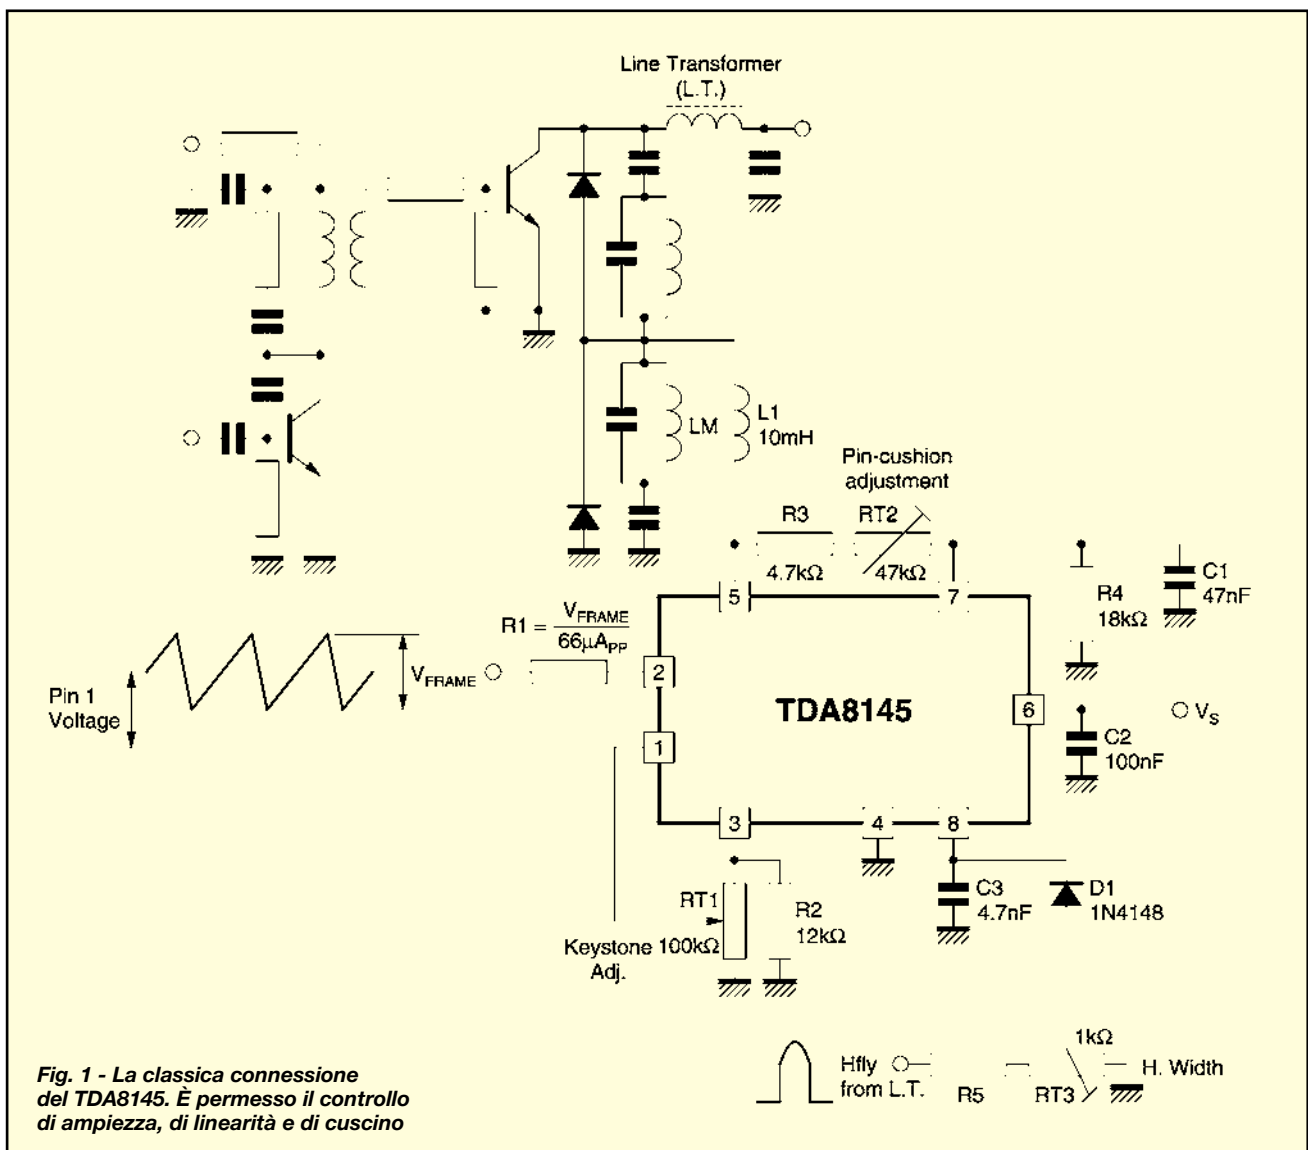 Line Transformer
(L.T.)
LM
L1
10mH
Pin-cushion
adjustment
R3
RT2
4.7kΩ
47kΩ
5
7
R4
18kΩ
C1
47nF
R1 = V_FRAME / 66µA_PP
V_FRAME
Pin 1
Voltage
2
TDA8145
6
V_S
1
C2
100nF
3
4
8
RT1
100kΩ
R2
12kΩ
C3
4.7nF
D1
1N4148
Keystone
Adj.
Hfly
from L.T.
R5
1kΩ
RT3
H. Width
Fig. 1 - La classica connessione
del TDA8145. È permesso il controllo
di ampiezza, di linearità e di cuscino